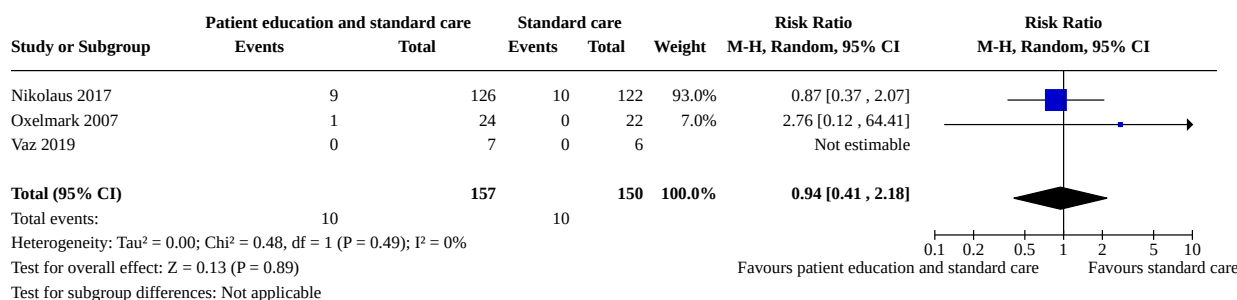 Patient education and standard care Standard care Risk Ratio Risk Ratio
Study or Subgroup Events Total Events Total Weight M-H, Random, 95% CI M-H, Random, 95% CI
Nikolaus 2017 9 126 10 122 93.0% 0.87 [0.37 , 2.07]
Oxelmark 2007 1 24 0 22 7.0% 2.76 [0.12 , 64.41]
Vaz 2019 0 7 0 6 Not estimable
Total (95% CI) 157 150 100.0% 0.94 [0.41 , 2.18]
Total events: 10 10
Heterogeneity: Tau² = 0.00; Chi² = 0.48, df = 1 (P = 0.49); I² = 0%
0.1 0.2 0.5 1 2 5 10
Test for overall effect: Z = 0.13 (P = 0.89) Favours patient education and standard care Favours standard care
Test for subgroup differences: Not applicable